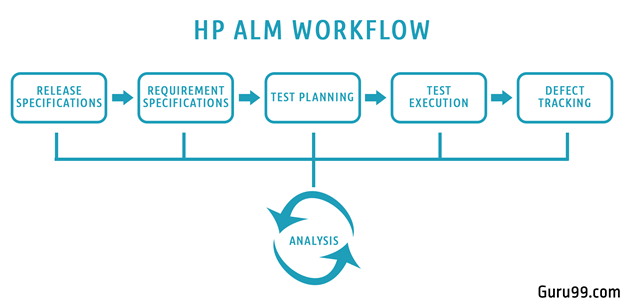 HP ALM WORKFLOW
RELEASE
SPECIFICATIONS
REQUIREMENT
SPECIFICATIONS
TEST PLANNING
TEST
EXECUTION
DEFECT
TRACKING
ANALYSIS
Guru99.com